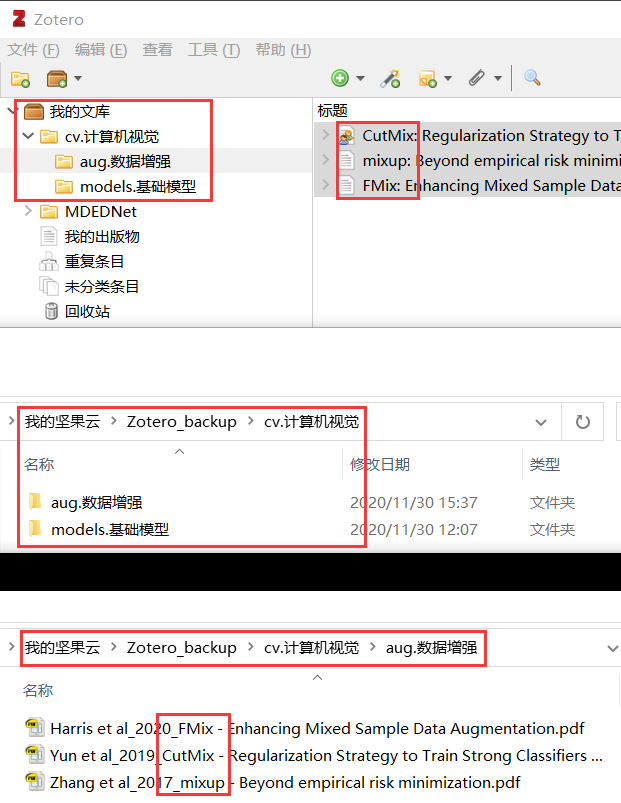 Zotero
文件 (F) 编辑 (E) 查看 工具 (T) 帮助 (H)
我的文库
cv.计算机视觉
aug.数据增强
models.基础模型
MDEDNet
我的出版物
重复条目
未分类条目
回收站
标题
CutMix: Regularization Strategy to T
mixup: Beyond empirical risk minimi
FMix: Enhancing Mixed Sample Data
我的坚果云 Zotero_backup cv.计算机视觉
名称 修改日期 类型
aug.数据增强 2020/11/30 15:37 文件夹
models.基础模型 2020/11/30 12:07 文件夹
我的坚果云 Zotero_backup cv.计算机视觉 aug.数据增强
名称
Harris et al_2020_FMix - Enhancing Mixed Sample Data Augmentation.pdf
Yun et al_2019_CutMix - Regularization Strategy to Train Strong Classifiers ...
Zhang et al_2017_mixup - Beyond empirical risk minimization.pdf